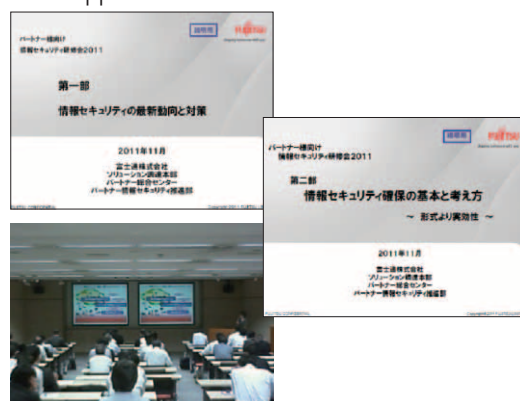 パートナー様向け
情報セキュリティ研修会2011
FUJITSU
第一部
情報セキュリティの最新動向と対策
2011年11月
富士通株式会社
ソリューション調達本部
パートナー総合センター
パートナー情報セキュリティ推進部
FUJITSU
パートナー様向け
情報セキュリティ研修会2011
第二部
情報セキュリティ確保の基本と考え方
～ 形式より実効性 ～
2011年11月
富士通株式会社
ソリューション調達本部
パートナー総合センター
パートナー情報セキュリティ推進部